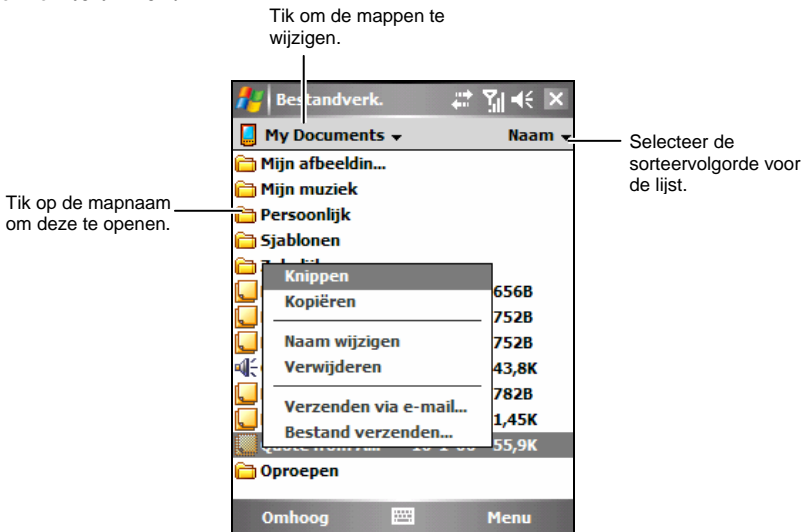 Tik om de mappen te
wijzigen.
Bestandverk.
My Documents
Naam
Selecteer de
sorteervolgorde voor
de lijst.
Tik op de mapnaam
om deze te openen.
Mijn afbeeldin...
Mijn muziek
Persoonlijk
Sjablonen
Knippen
Kopiëren
Naam wijzigen
Verwijderen
Verzenden via e-mail...
Bestand verzenden...
656B
752B
752B
43,8K
782B
1,45K
55,9K
Oproepen
Omhoog
Menu